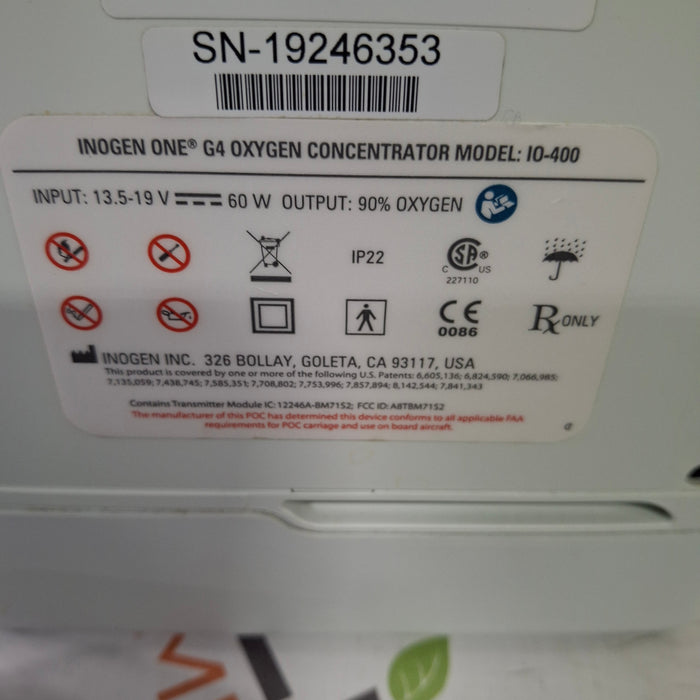 SN-19246353
INOGEN ONE® G4 OXYGEN CONCENTRATOR MODEL: IO-400
INPUT: 13.5-19 V 60 W OUTPUT: 90% OXYGEN
IP22
CSA®
C US
227110
CE
0086
Rx ONLY
INOGEN INC. 326 BOLLAY, GOLETA, CA 93117, USA
This product is covered by one or more of the following U.S. Patents: 6,605,136; 6,824,590; 7,066,985;
7,135,059; 7,438,745; 7,585,351; 7,708,802; 7,753,996; 7,857,894; 8,142,544; 7,841,343
Contains Transmitter Module IC: 12246A-BM7152; FCC ID: A8TBM7152
The manufacturer of this POC has determined this device conforms to all applicable FAA
requirements for POC carriage and use on board aircraft.